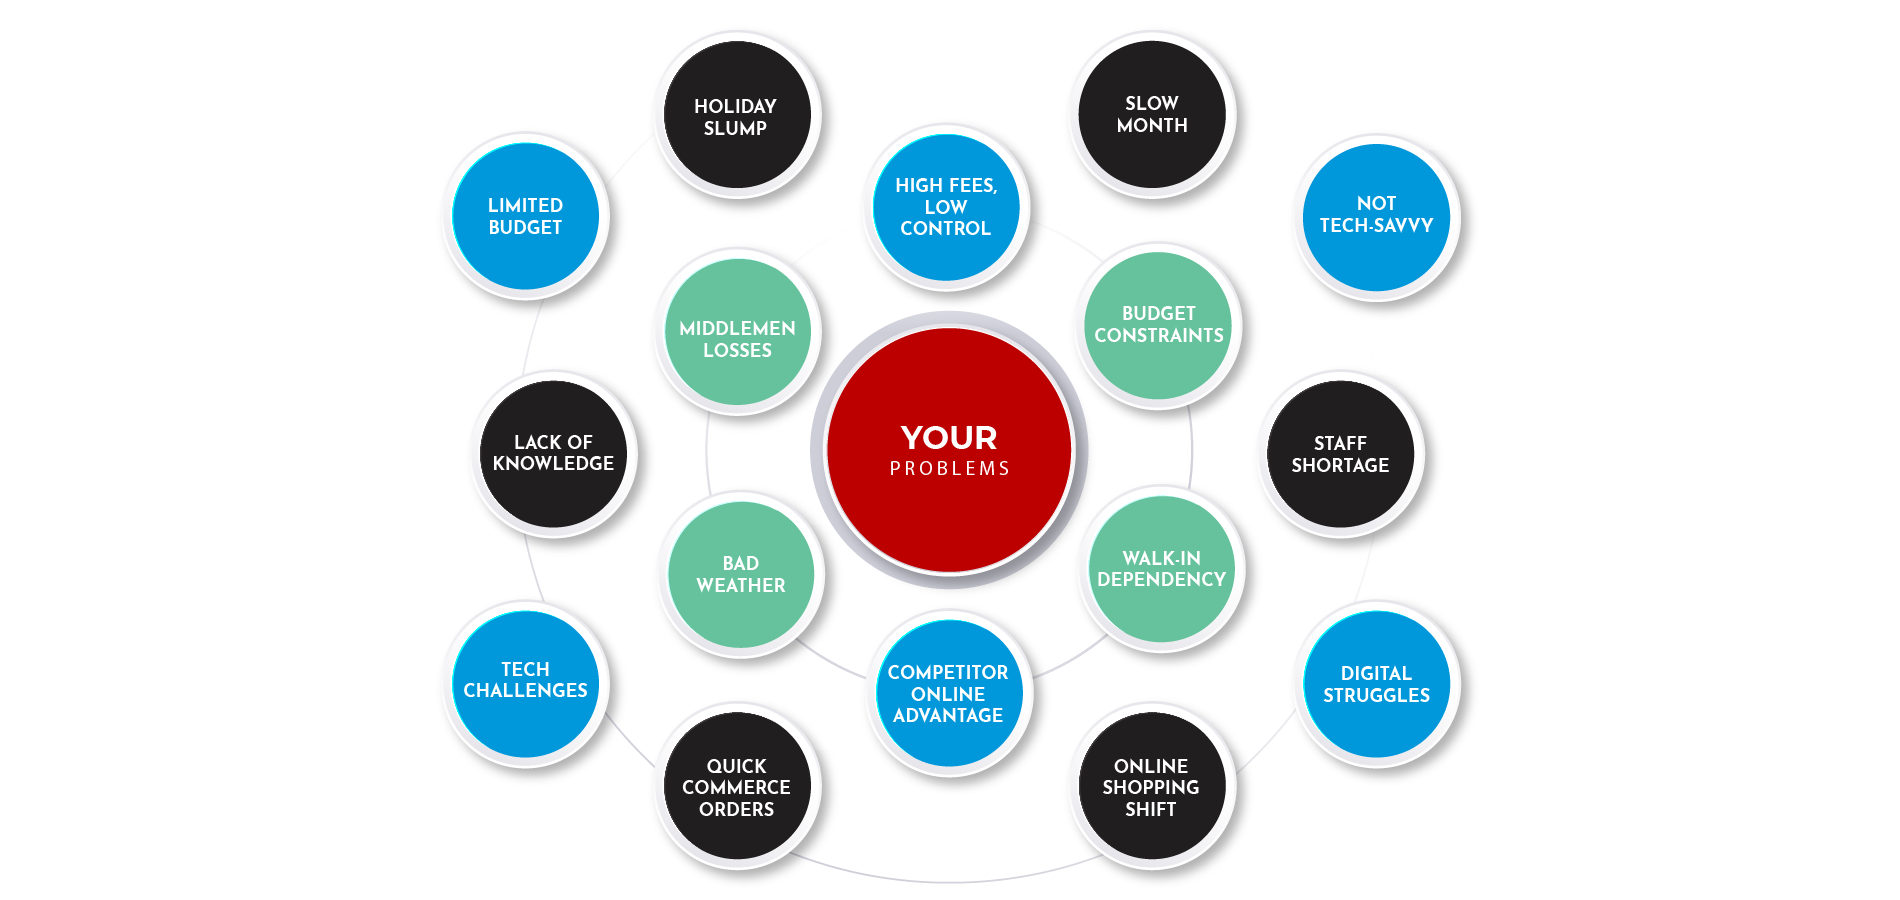 HOLIDAY
SLUMP
SLOW
MONTH
LIMITED
BUDGET
HIGH FEES,
LOW
CONTROL
NOT
TECH-SAVVY
MIDDLEMEN
LOSSES
BUDGET
CONSTRAINTS
LACK OF
KNOWLEDGE
YOUR
PROBLEMS
STAFF
SHORTAGE
BAD
WEATHER
WALK-IN
DEPENDENCY
TECH
CHALLENGES
COMPETITOR
ONLINE
ADVANTAGE
DIGITAL
STRUGGLES
QUICK
COMMERCE
ORDERS
ONLINE
SHOPPING
SHIFT